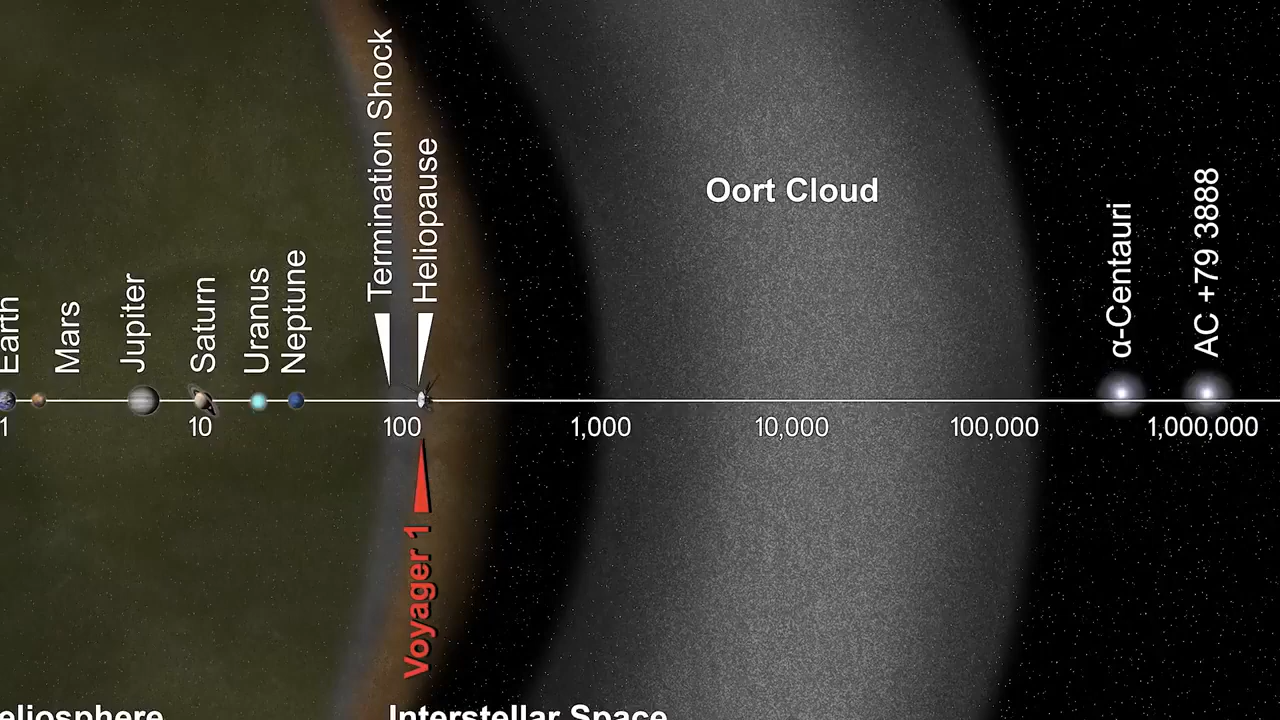 Termination Shock
Heliopause
Oort Cloud
α-Centauri
AC +79 3888
Earth
Mars
Jupiter
Saturn
Uranus
Neptune
1
10
100
1,000
10,000
100,000
1,000,000
Voyager 1
eliosphere
Interstellar Space